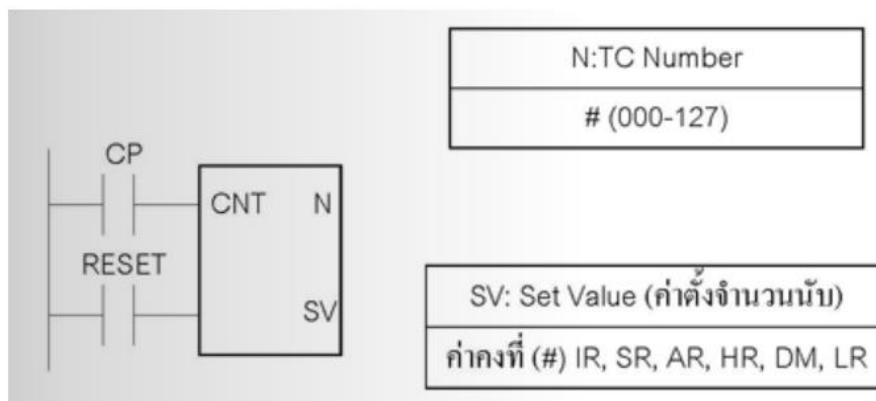 N:TC Number
# (000-127)
CP
CNT N
RESET
SV
SV: Set Value (ค่าตั้งจำนวนนับ)
ค่าคงที่ (#) IR, SR, AR, HR, DM, LR